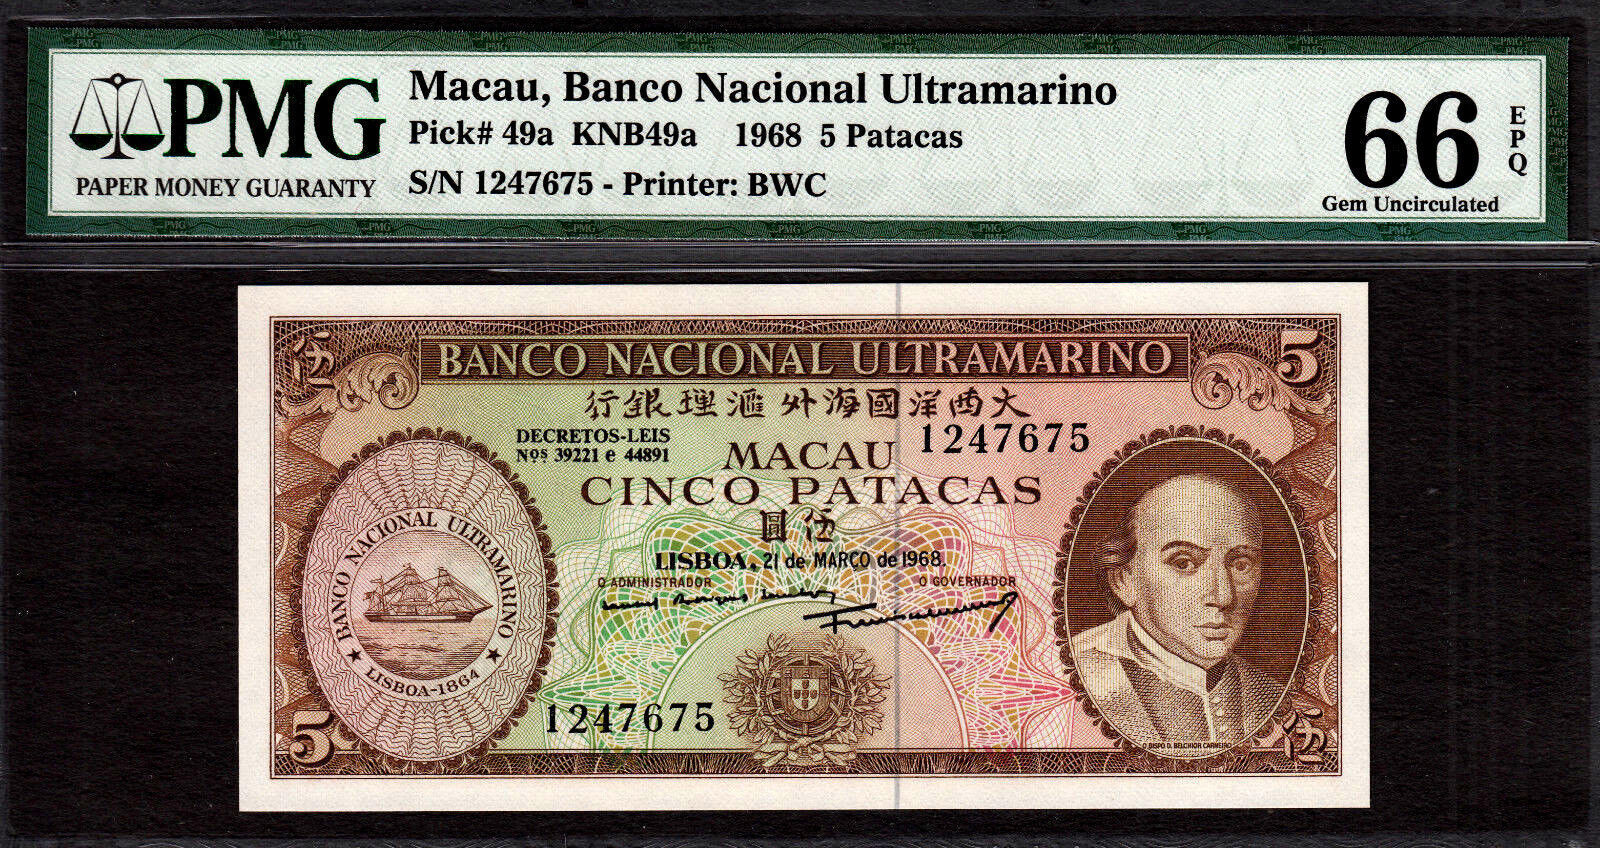 PMG
PAPER MONEY GUARANTY
Macau, Banco Nacional Ultramarino
Pick# 49a KNB49a 1968 5 Patacas
S/N 1247675 - Printer: BWC
66
EPQ
Gem Uncirculated
伍
BANCO NACIONAL ULTRAMARINO
5
行銀理滙外海國洋西大
DECRETOS-LEIS
Nos 39221 e 44891
MACAU
1247675
CINCO PATACAS
圓伍
LISBOA, 21 de MARÇO de 1968.
O ADMINISTRADOR
O GOVERNADOR
BANCO NACIONAL ULTRAMARINO
★ LISBOA-1864 ★
1247675
5
O BISPO D. BELCHIOR CARNEIRO
伍